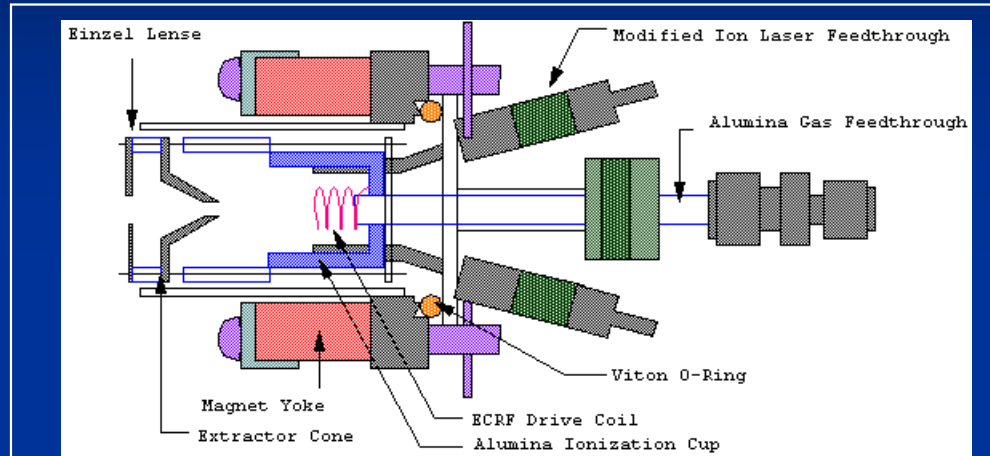 Einzel Lense
Modified Ion Laser Feedthrough
Alumina Gas Feedthrough
Viton O-Ring
Magnet Yoke
ECRF Drive Coil
Extractor Cone
Alumina Ionization Cup